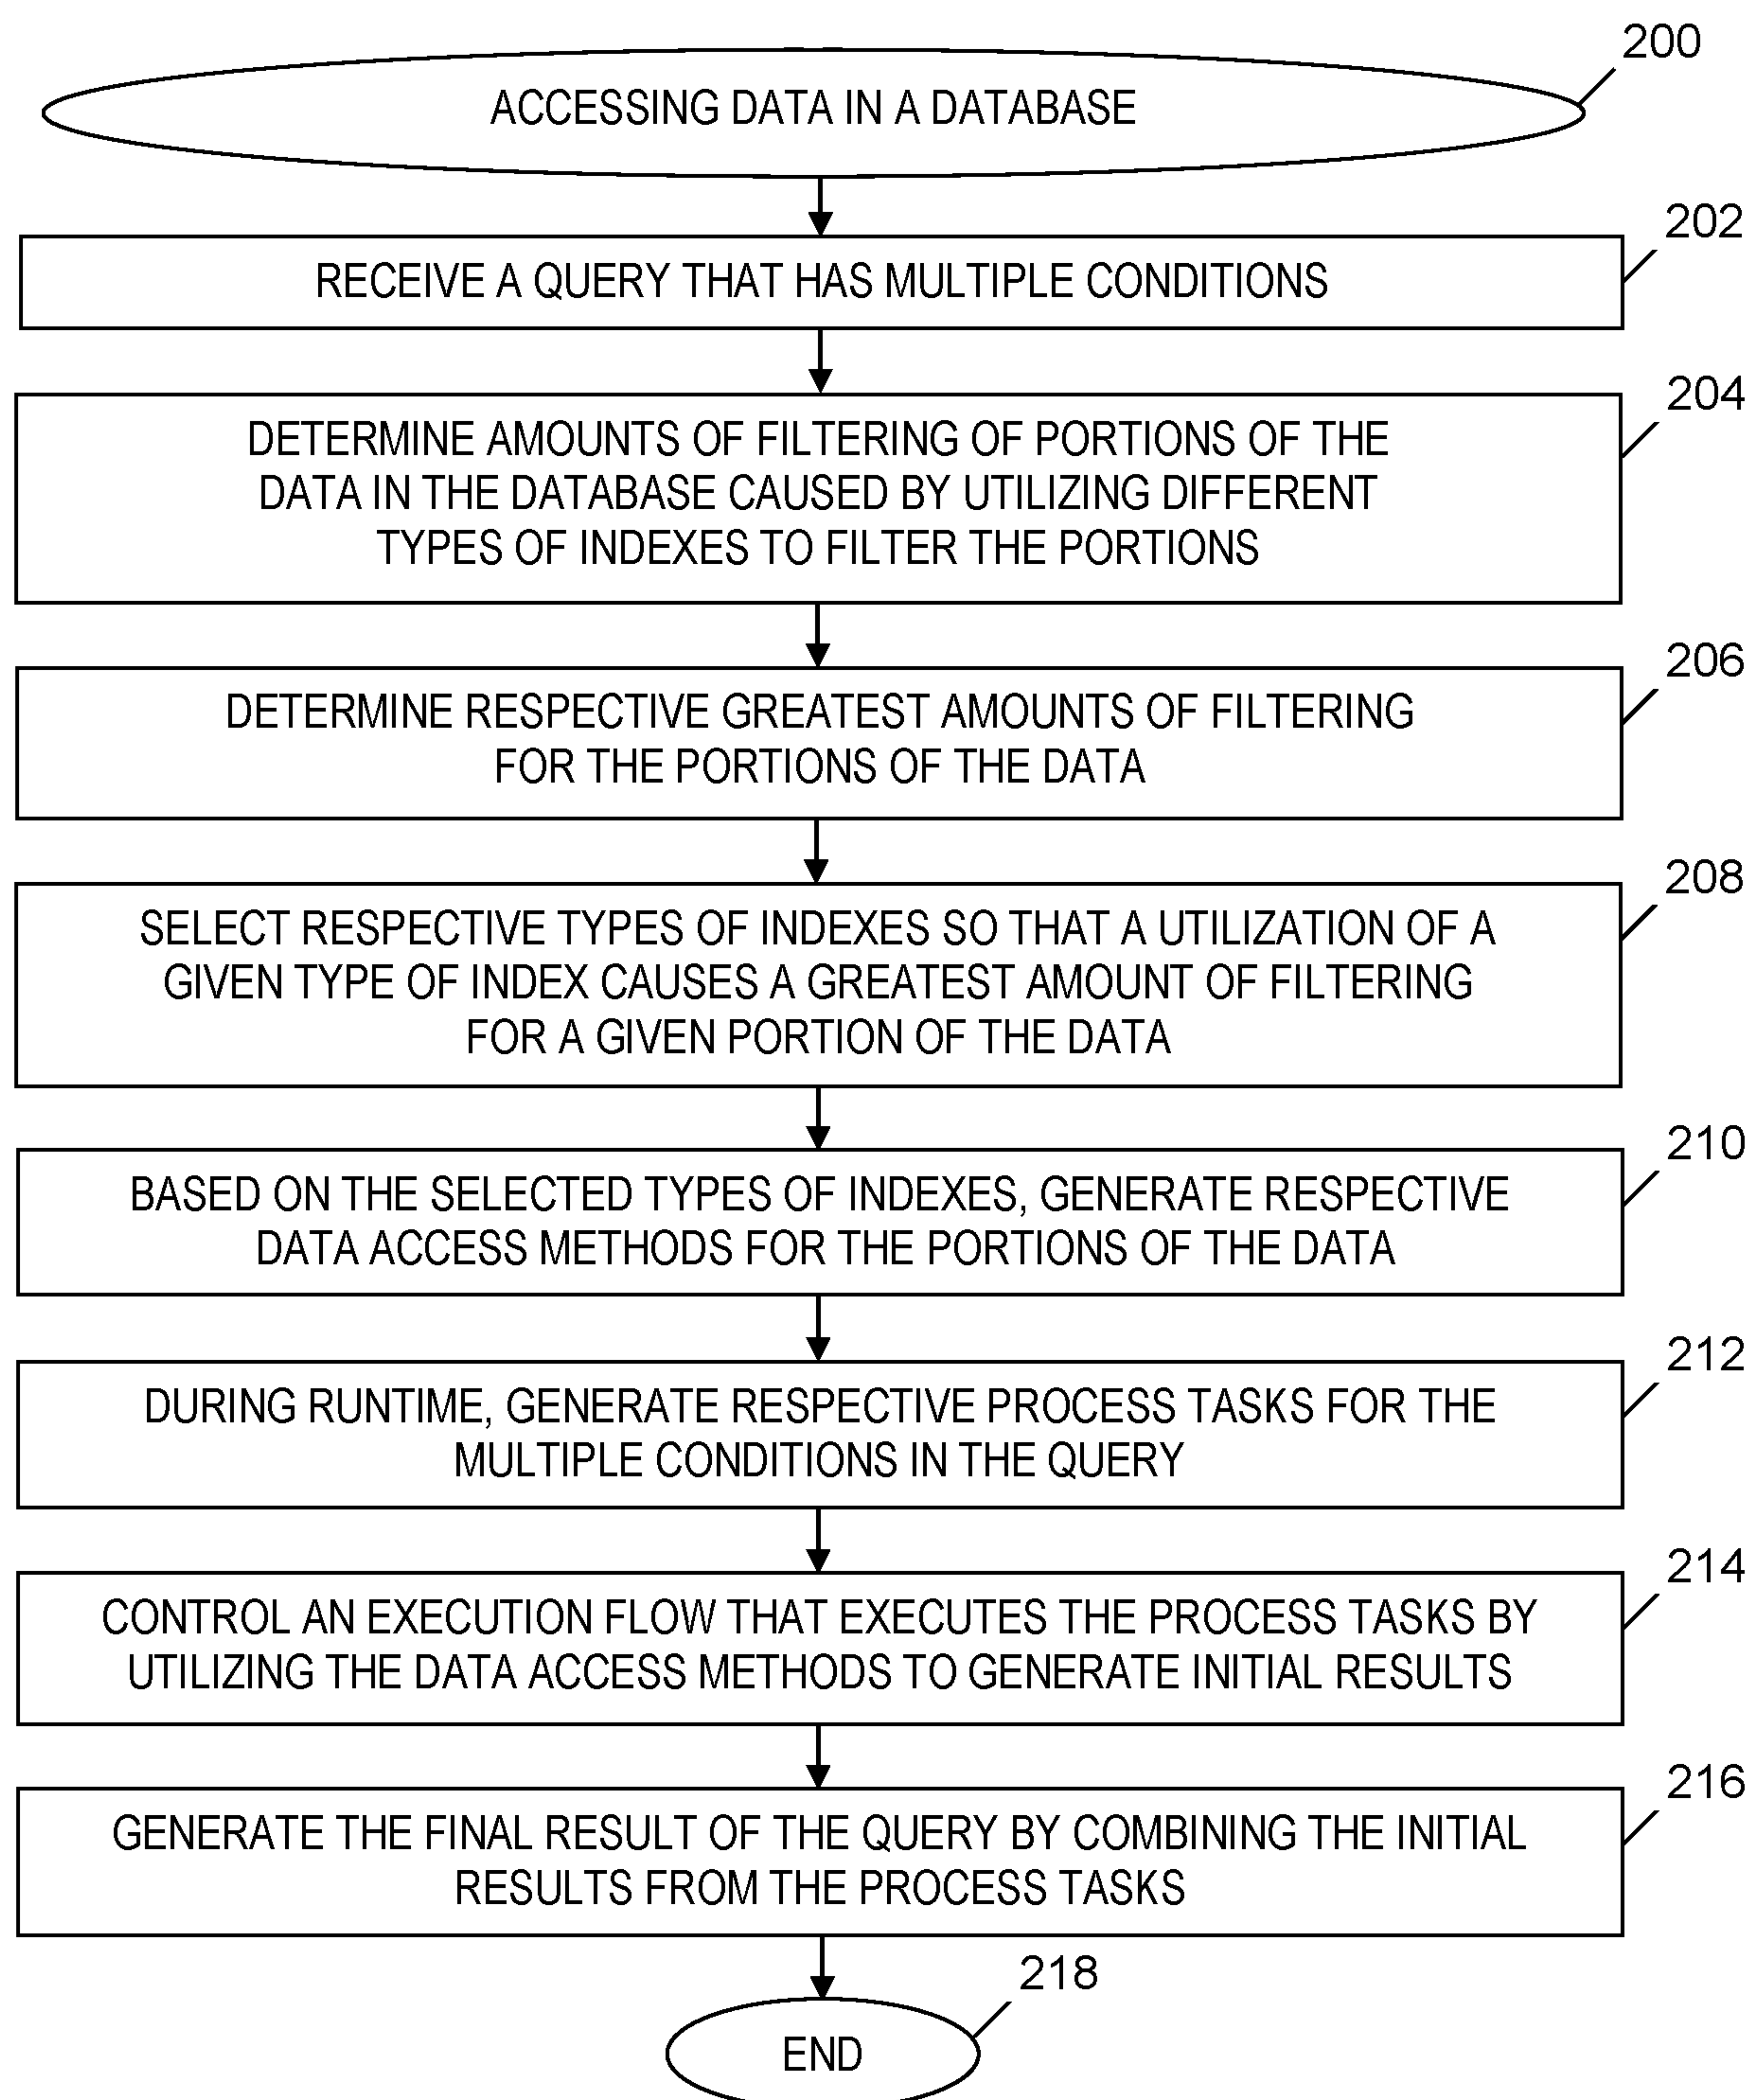 200
ACCESSING DATA IN A DATABASE
202
RECEIVE A QUERY THAT HAS MULTIPLE CONDITIONS
204
DETERMINE AMOUNTS OF FILTERING OF PORTIONS OF THE
DATA IN THE DATABASE CAUSED BY UTILIZING DIFFERENT
TYPES OF INDEXES TO FILTER THE PORTIONS
206
DETERMINE RESPECTIVE GREATEST AMOUNTS OF FILTERING
FOR THE PORTIONS OF THE DATA
208
SELECT RESPECTIVE TYPES OF INDEXES SO THAT A UTILIZATION OF A
GIVEN TYPE OF INDEX CAUSES A GREATEST AMOUNT OF FILTERING
FOR A GIVEN PORTION OF THE DATA
210
BASED ON THE SELECTED TYPES OF INDEXES, GENERATE RESPECTIVE
DATA ACCESS METHODS FOR THE PORTIONS OF THE DATA
212
DURING RUNTIME, GENERATE RESPECTIVE PROCESS TASKS FOR THE
MULTIPLE CONDITIONS IN THE QUERY
214
CONTROL AN EXECUTION FLOW THAT EXECUTES THE PROCESS TASKS BY
UTILIZING THE DATA ACCESS METHODS TO GENERATE INITIAL RESULTS
216
GENERATE THE FINAL RESULT OF THE QUERY BY COMBINING THE INITIAL
RESULTS FROM THE PROCESS TASKS
218
END